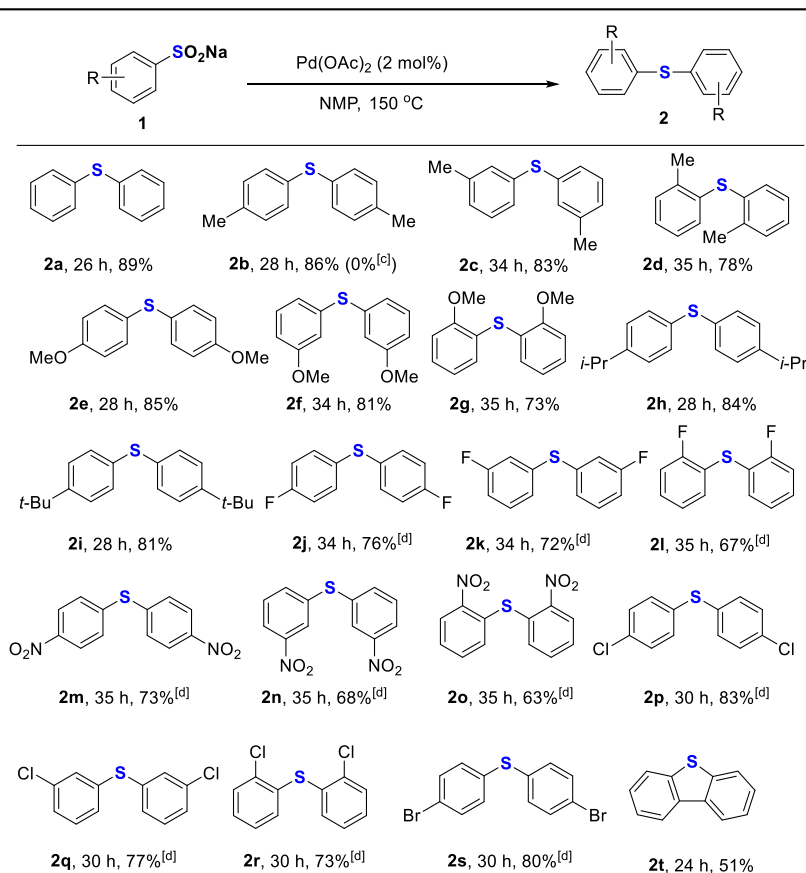 R
SO2Na
1
Pd(OAc)2 (2 mol%)
NMP, 150 °C
R
S
R
2
S
2a, 26 h, 89%
S
Me
Me
2b, 28 h, 86% (0%[c])
Me
S
Me
2c, 34 h, 83%
Me
S
Me
2d, 35 h, 78%
S
MeO
OMe
2e, 28 h, 85%
S
OMe
OMe
2f, 34 h, 81%
OMe
OMe
S
2g, 35 h, 73%
S
i-Pr
i-Pr
2h, 28 h, 84%
S
t-Bu
t-Bu
2i, 28 h, 81%
S
F
F
2j, 34 h, 76%[d]
F
S
F
2k, 34 h, 72%[d]
F
F
S
2l, 35 h, 67%[d]
S
NO2
NO2
2m, 35 h, 73%[d]
S
NO2
NO2
2n, 35 h, 68%[d]
NO2
NO2
S
2o, 35 h, 63%[d]
S
Cl
Cl
2p, 30 h, 83%[d]
Cl
S
Cl
2q, 30 h, 77%[d]
Cl
Cl
S
2r, 30 h, 73%[d]
S
Br
Br
2s, 30 h, 80%[d]
S
2t, 24 h, 51%